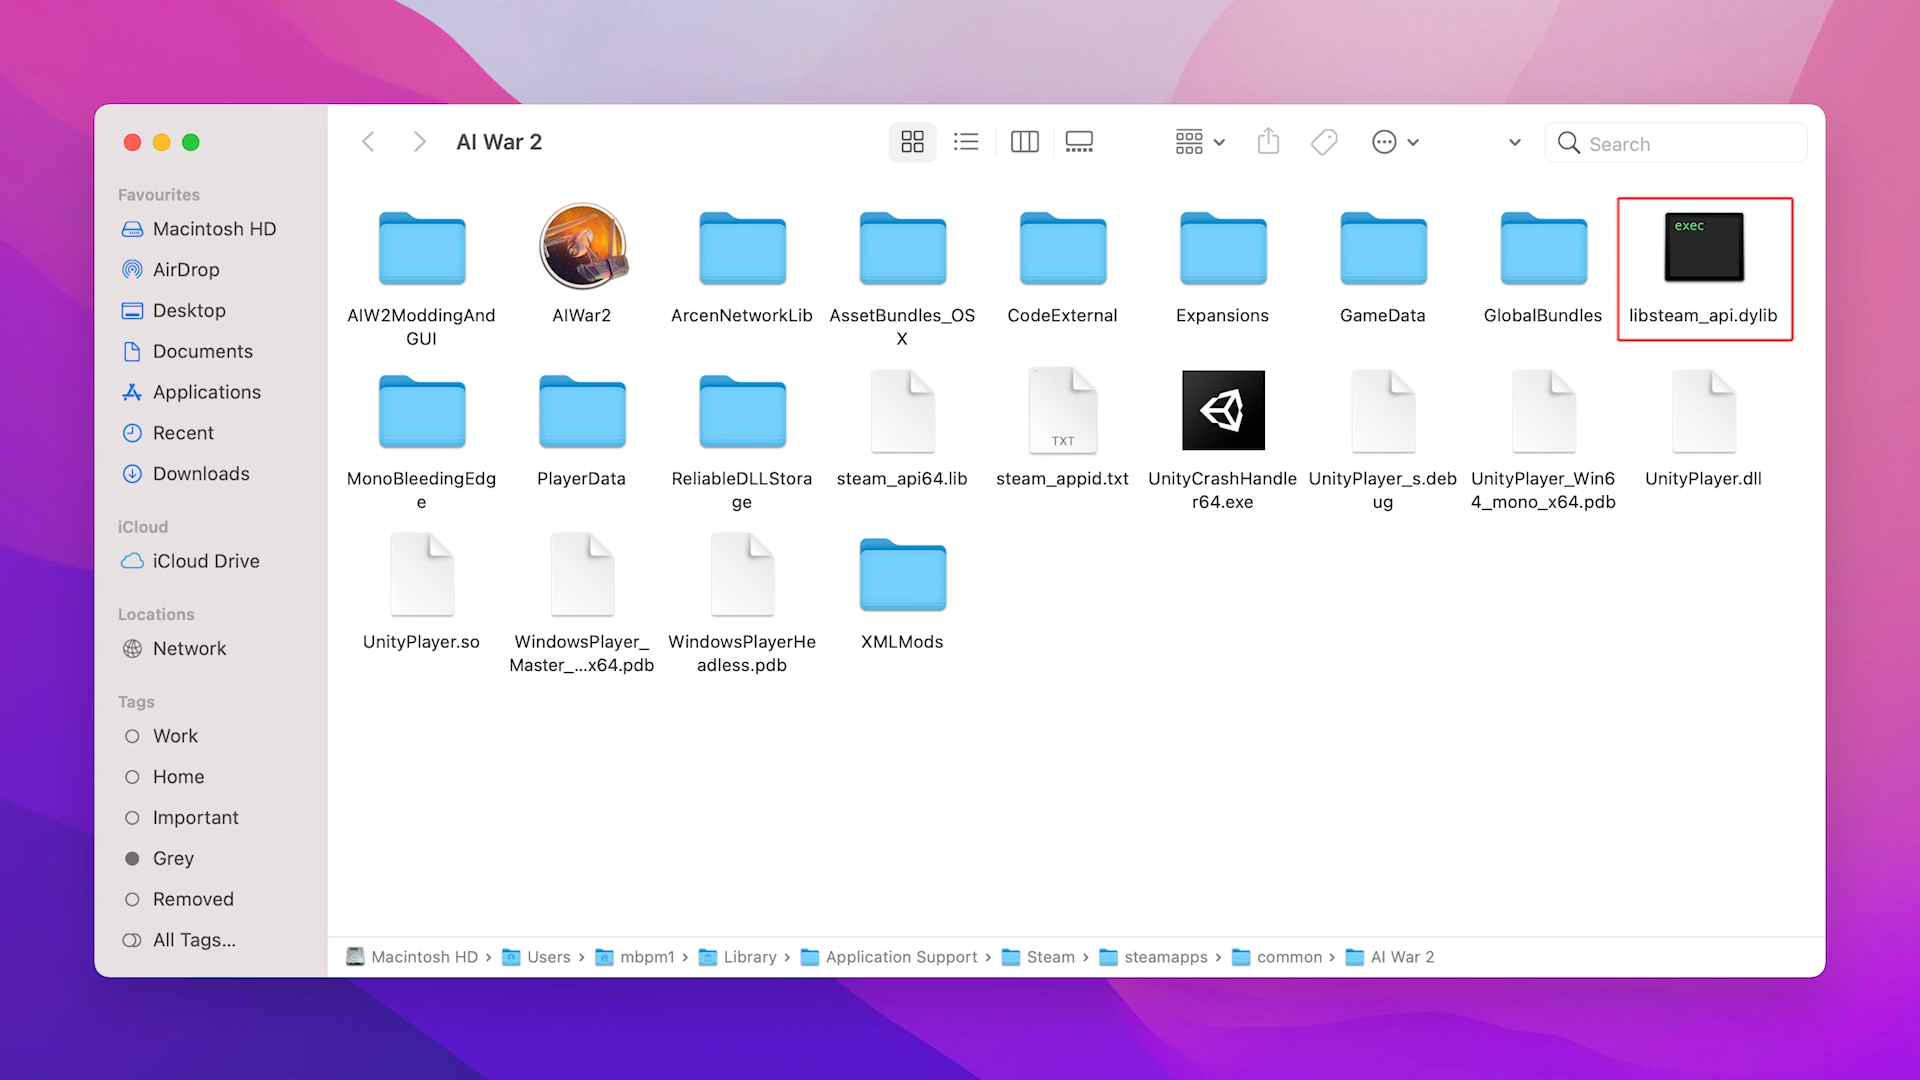 AI War 2
Search
Favourites
Macintosh HD
AirDrop
Desktop
Documents
Applications
Recent
Downloads
iCloud
iCloud Drive
Locations
Network
Tags
Work
Home
Important
Grey
Removed
All Tags...
exec
AIW2ModdingAnd
GUI
AIWar2
ArcenNetworkLib
AssetBundles_OS
X
CodeExternal
Expansions
GameData
GlobalBundles
libsteam_api.dylib
TXT
MonoBleedingEdg
e
PlayerData
ReliableDLLStora
ge
steam_api64.lib
steam_appid.txt
UnityCrashHandle
r64.exe
UnityPlayer_s.deb
ug
UnityPlayer_Win6
4_mono_x64.pdb
UnityPlayer.dll
UnityPlayer.so
WindowsPlayer_
Master_...x64.pdb
WindowsPlayerHe
adless.pdb
XMLMods
Macintosh HD › Users › mbpm1 › Library › Application Support › Steam › steamapps › common › AI War 2